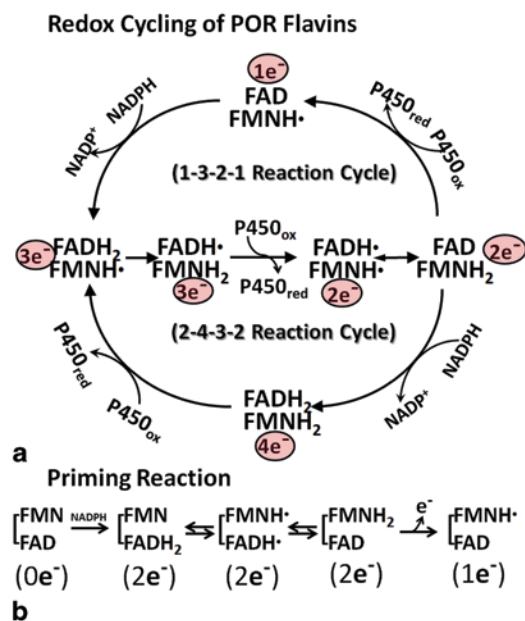 Redox Cycling of POR Flavins
1e⁻
FAD
FMNH•
NADPH
NADP⁺
P450red
P450ox
(1-3-2-1 Reaction Cycle)
3e⁻ FADH₂
FMNH•
FADH•
FMNH₂
3e⁻
P450ox
P450red
FADH•
FMNH•
2e⁻
FAD 2e⁻
FMNH₂
(2-4-3-2 Reaction Cycle)
P450red
P450ox
NADPH
NADP⁺
FADH₂
FMNH₂
4e⁻
a
Priming Reaction
FMN NADPH FMN FMNH• FMNH₂ e⁻ FMNH•
FAD FADH₂ FADH• FAD FAD
(0e⁻) (2e⁻) (2e⁻) (2e⁻) (1e⁻)
b